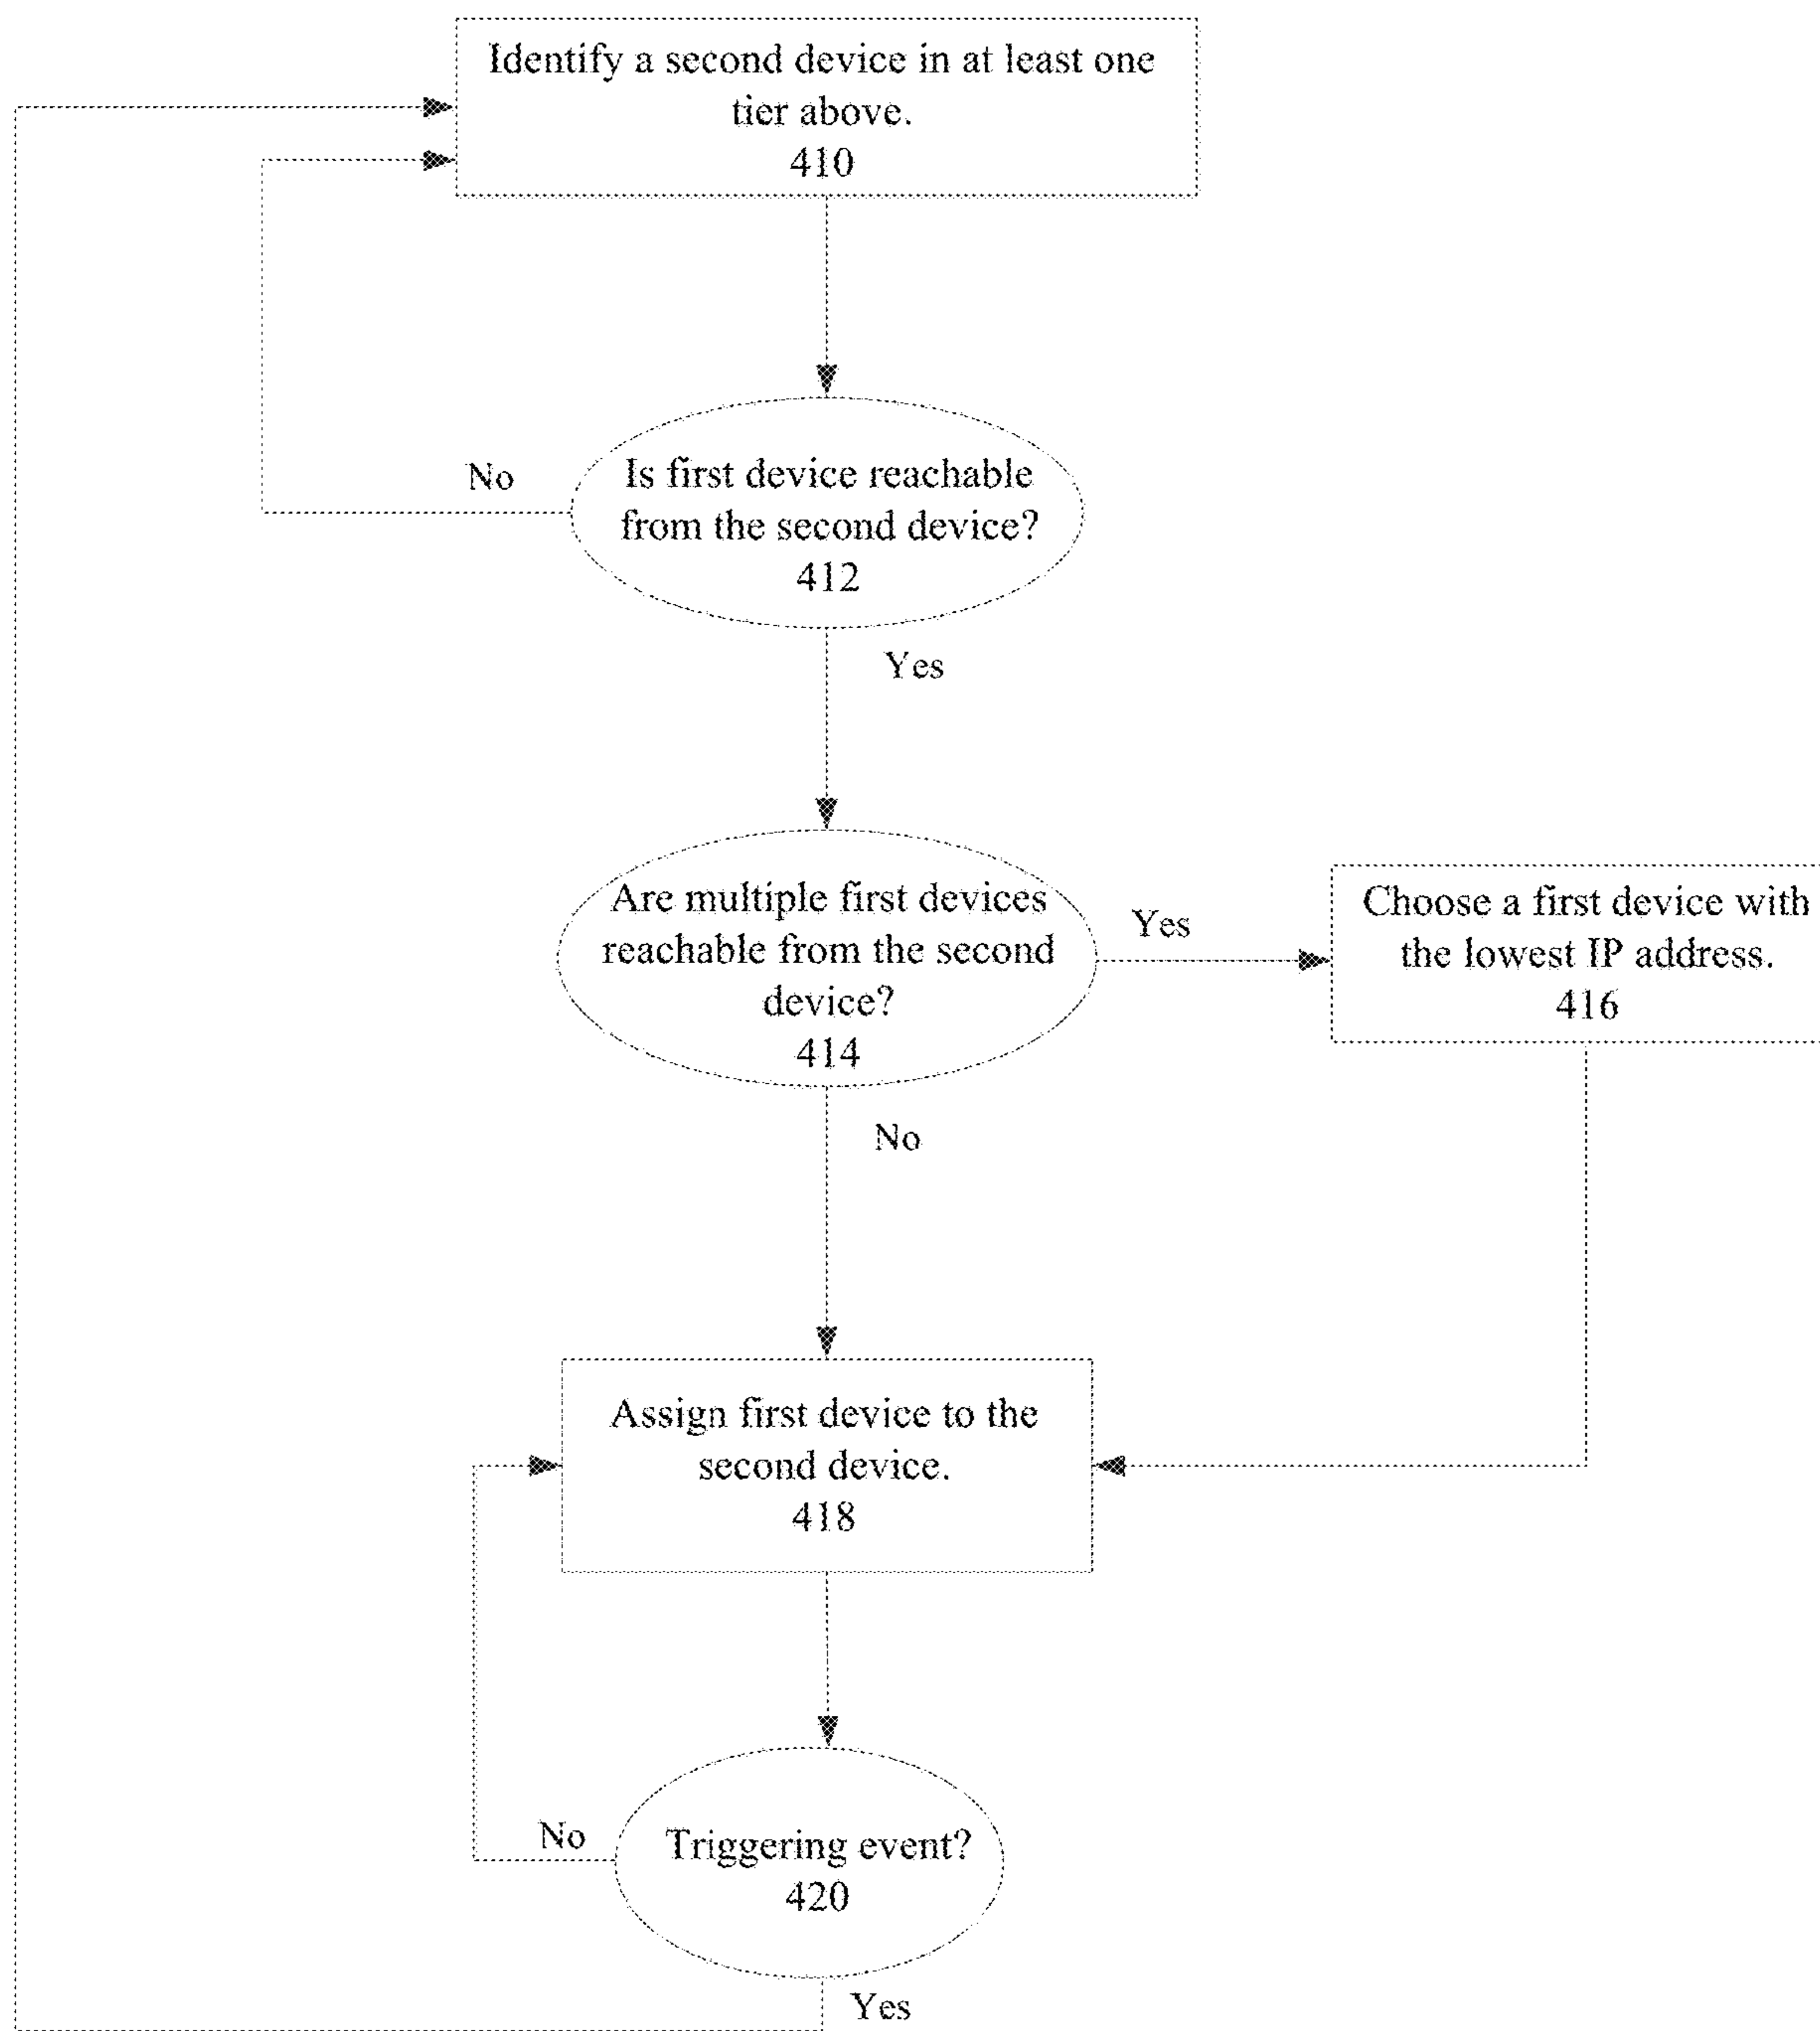 Identify a second device in at least one
tier above.
410
No
Is first device reachable
from the second device?
412
Yes
Are multiple first devices
reachable from the second
device?
414
Yes
Choose a first device with
the lowest IP address.
416
No
Assign first device to the
second device.
418
No
Triggering event?
420
Yes